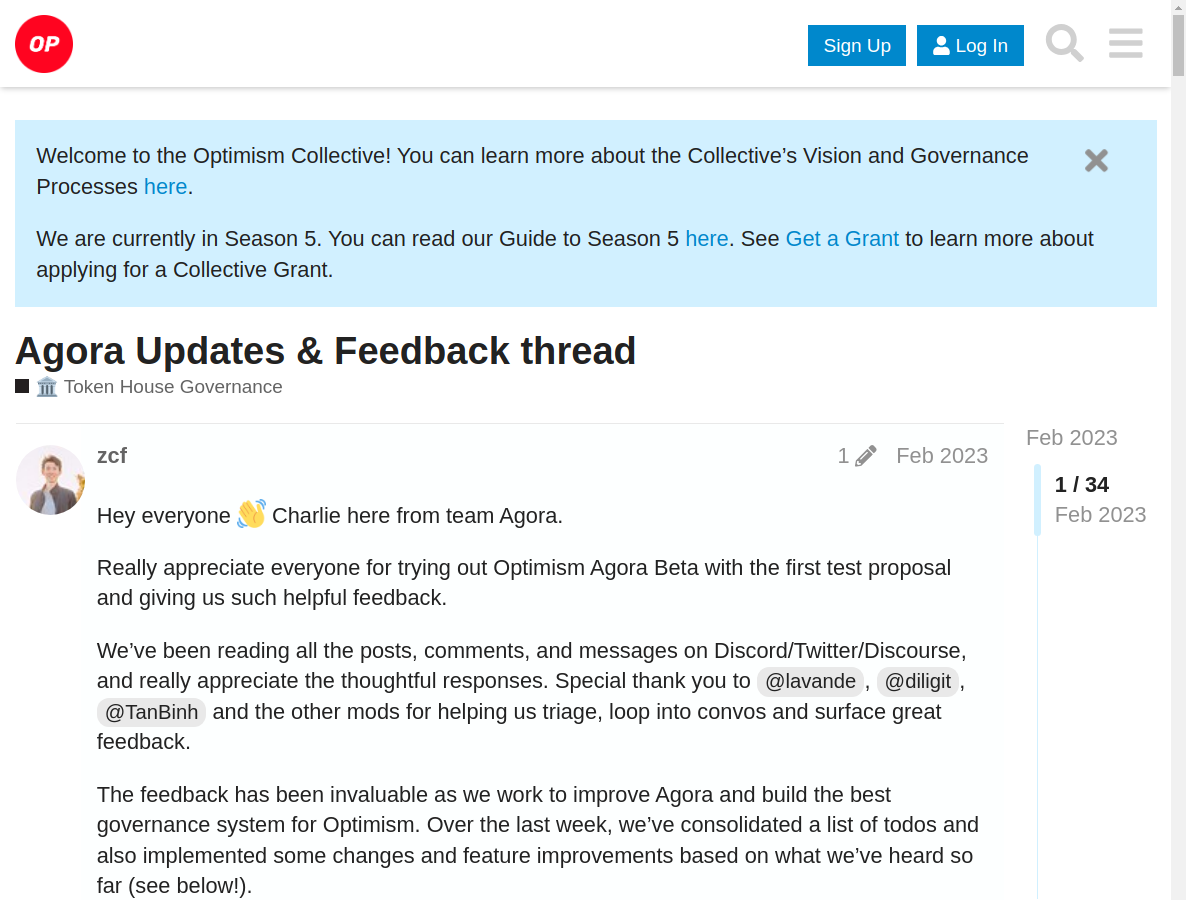 OP
Sign Up
Log In
Welcome to the Optimism Collective! You can learn more about the Collective’s Vision and Governance
Processes here.
We are currently in Season 5. You can read our Guide to Season 5 here. See Get a Grant to learn more about
applying for a Collective Grant.
Agora Updates & Feedback thread
Token House Governance
zcf
1
Feb 2023
Feb 2023
1 / 34
Feb 2023
Hey everyone 👋 Charlie here from team Agora.
Really appreciate everyone for trying out Optimism Agora Beta with the first test proposal
and giving us such helpful feedback.
We’ve been reading all the posts, comments, and messages on Discord/Twitter/Discourse,
and really appreciate the thoughtful responses. Special thank you to @lavande, @diligit,
@TanBinh and the other mods for helping us triage, loop into convos and surface great
feedback.
The feedback has been invaluable as we work to improve Agora and build the best
governance system for Optimism. Over the last week, we’ve consolidated a list of todos and
also implemented some changes and feature improvements based on what we’ve heard so
far (see below!).